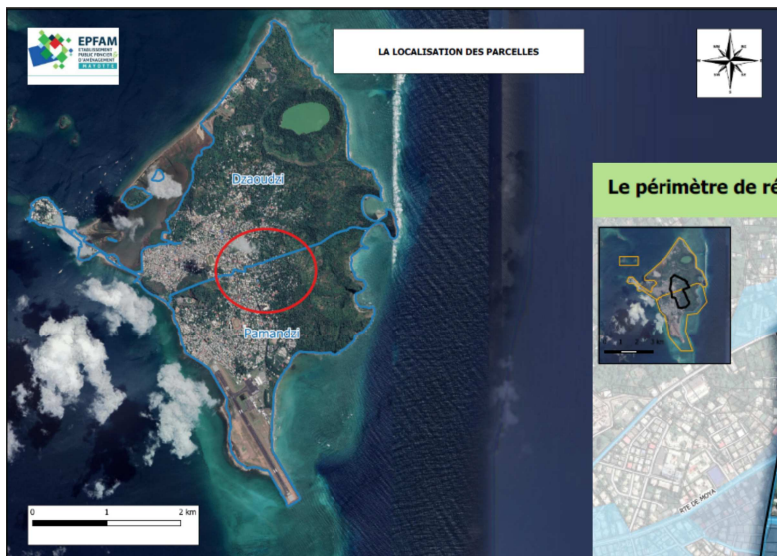 EPFAM
ETABLISSEMENT
PUBLIC FONCIER &
D'AMÉNAGEMENT
MAYOTTE
LA LOCALISATION DES PARCELLES
Dzaoudzi
Pamandzi
0 1 2 km
Le périmètre de ré
RTE DE MOYA